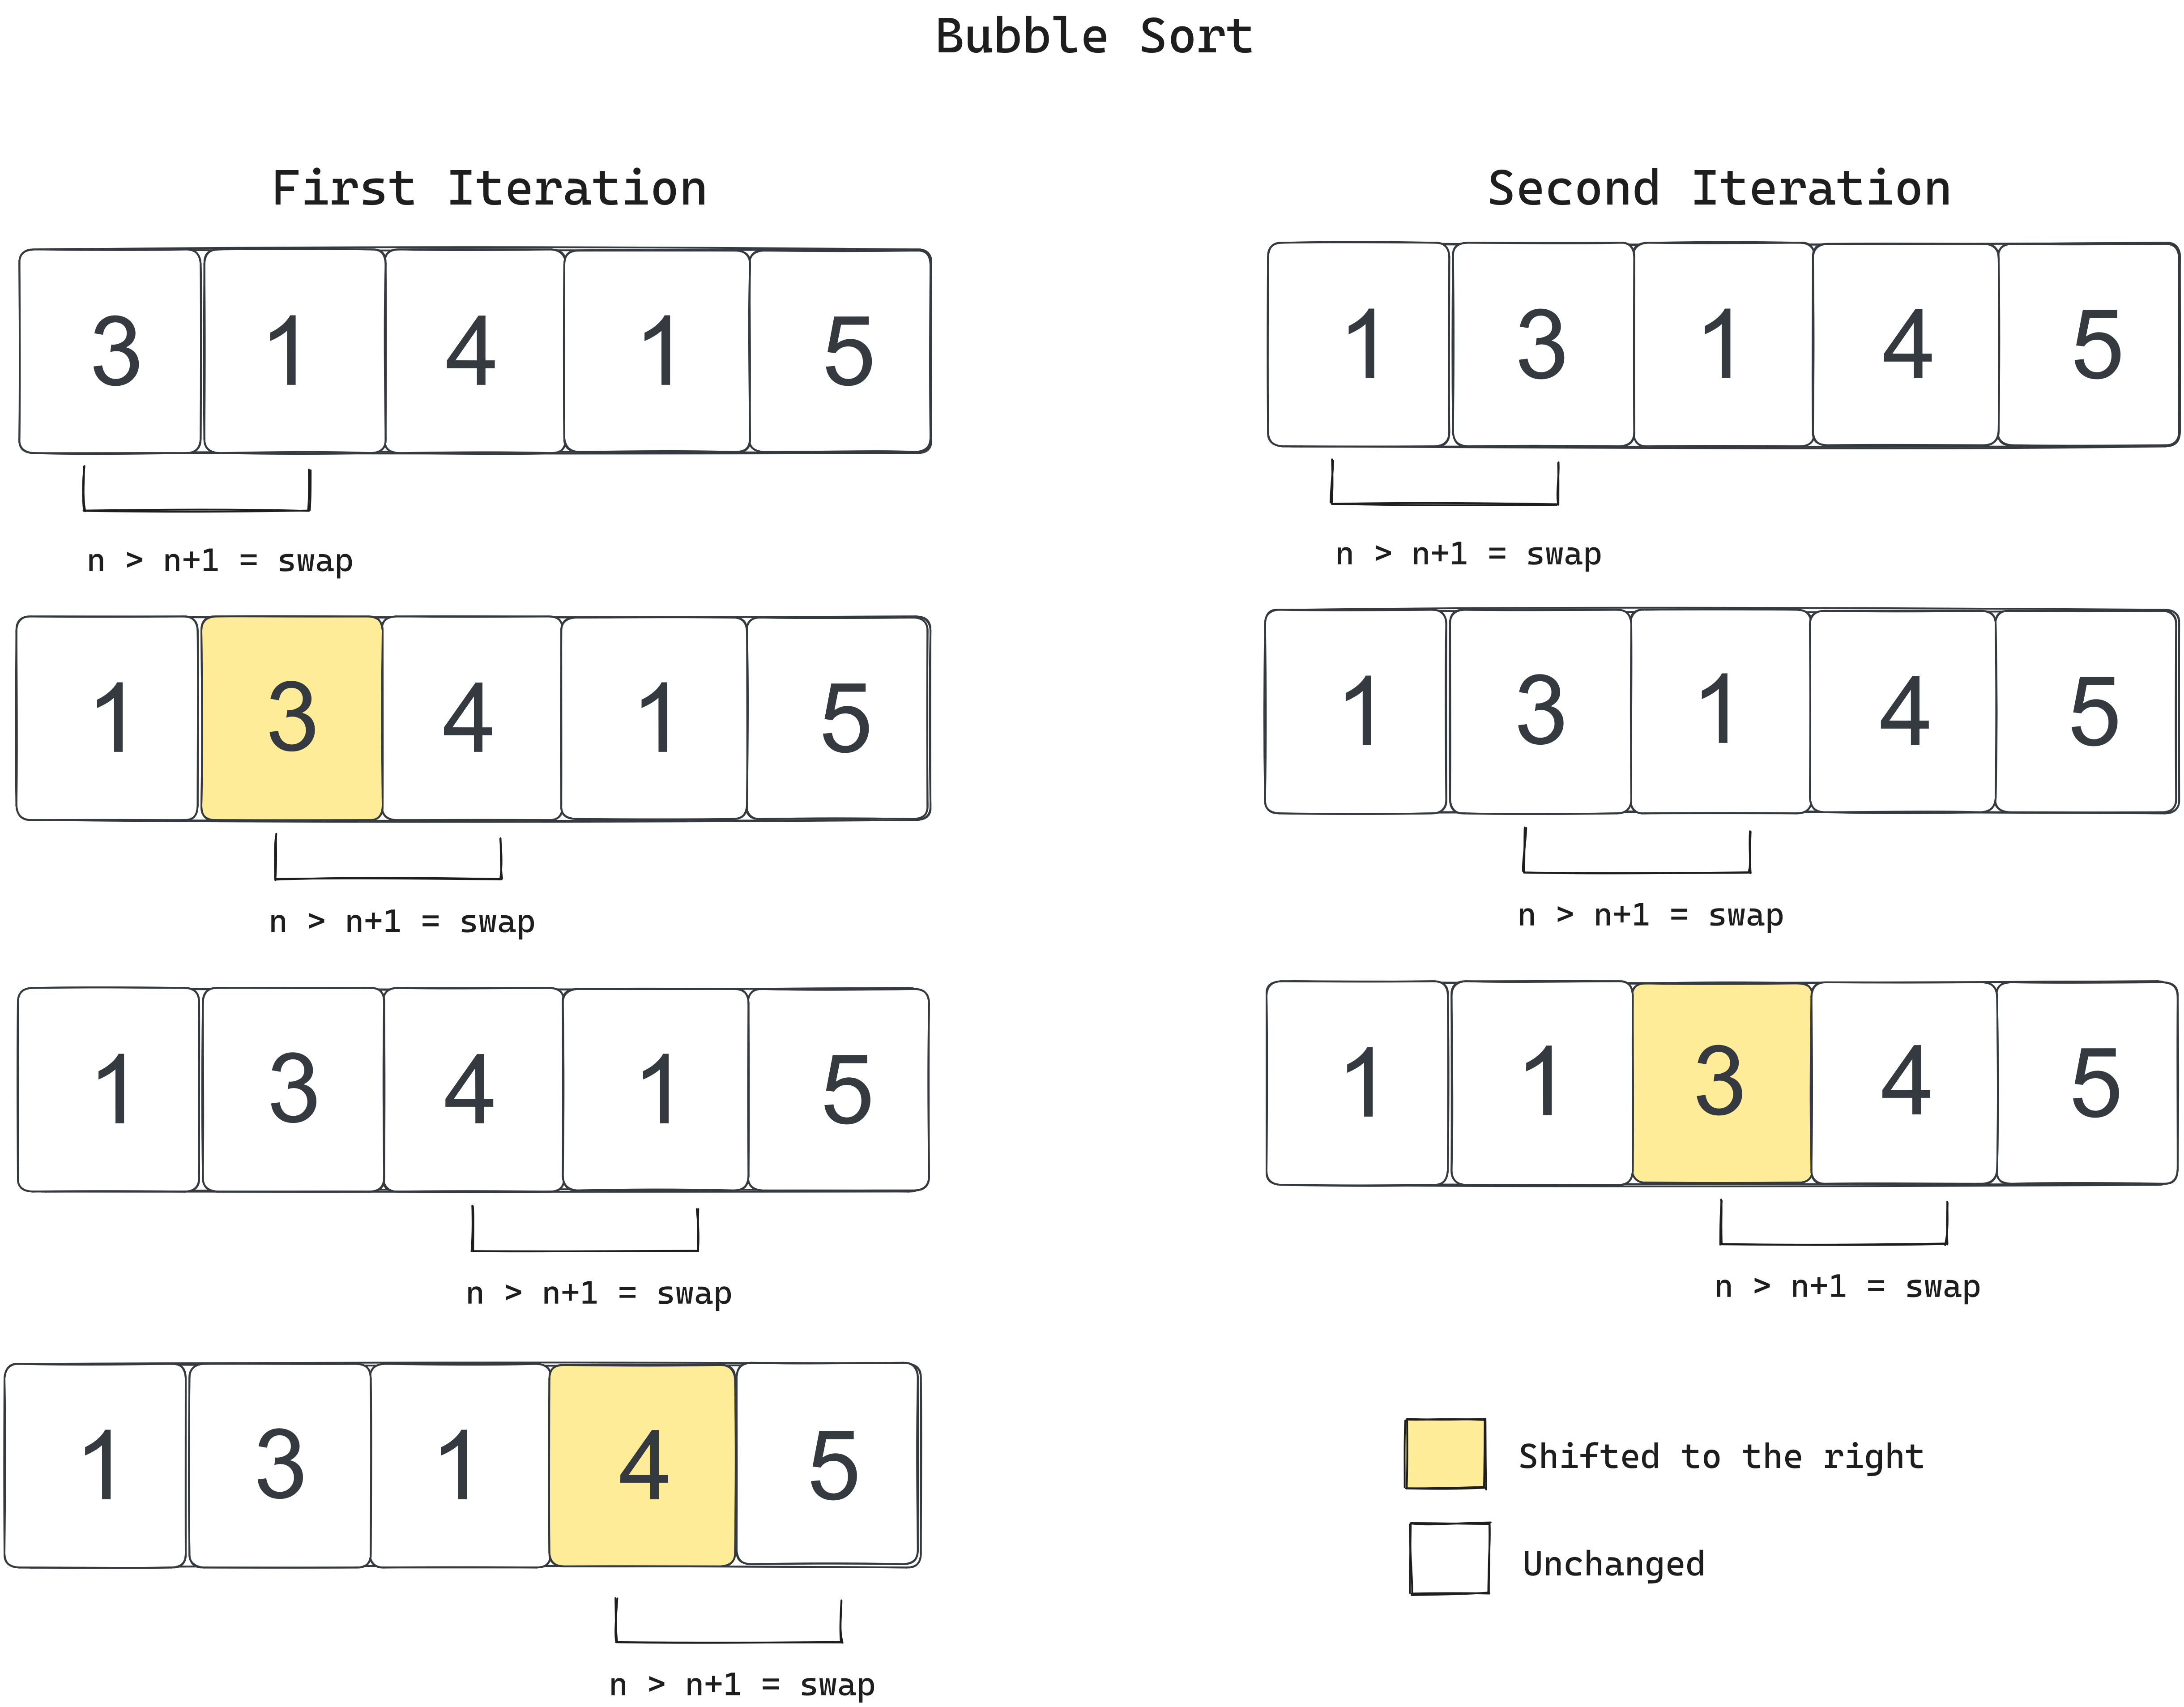 Bubble Sort
First Iteration
3 1 4 1 5
n > n+1 = swap
1 3 4 1 5
n > n+1 = swap
1 3 4 1 5
n > n+1 = swap
1 3 1 4 5
n > n+1 = swap
Second Iteration
1 3 1 4 5
n > n+1 = swap
1 3 1 4 5
n > n+1 = swap
1 1 3 4 5
n > n+1 = swap
Shifted to the right
Unchanged